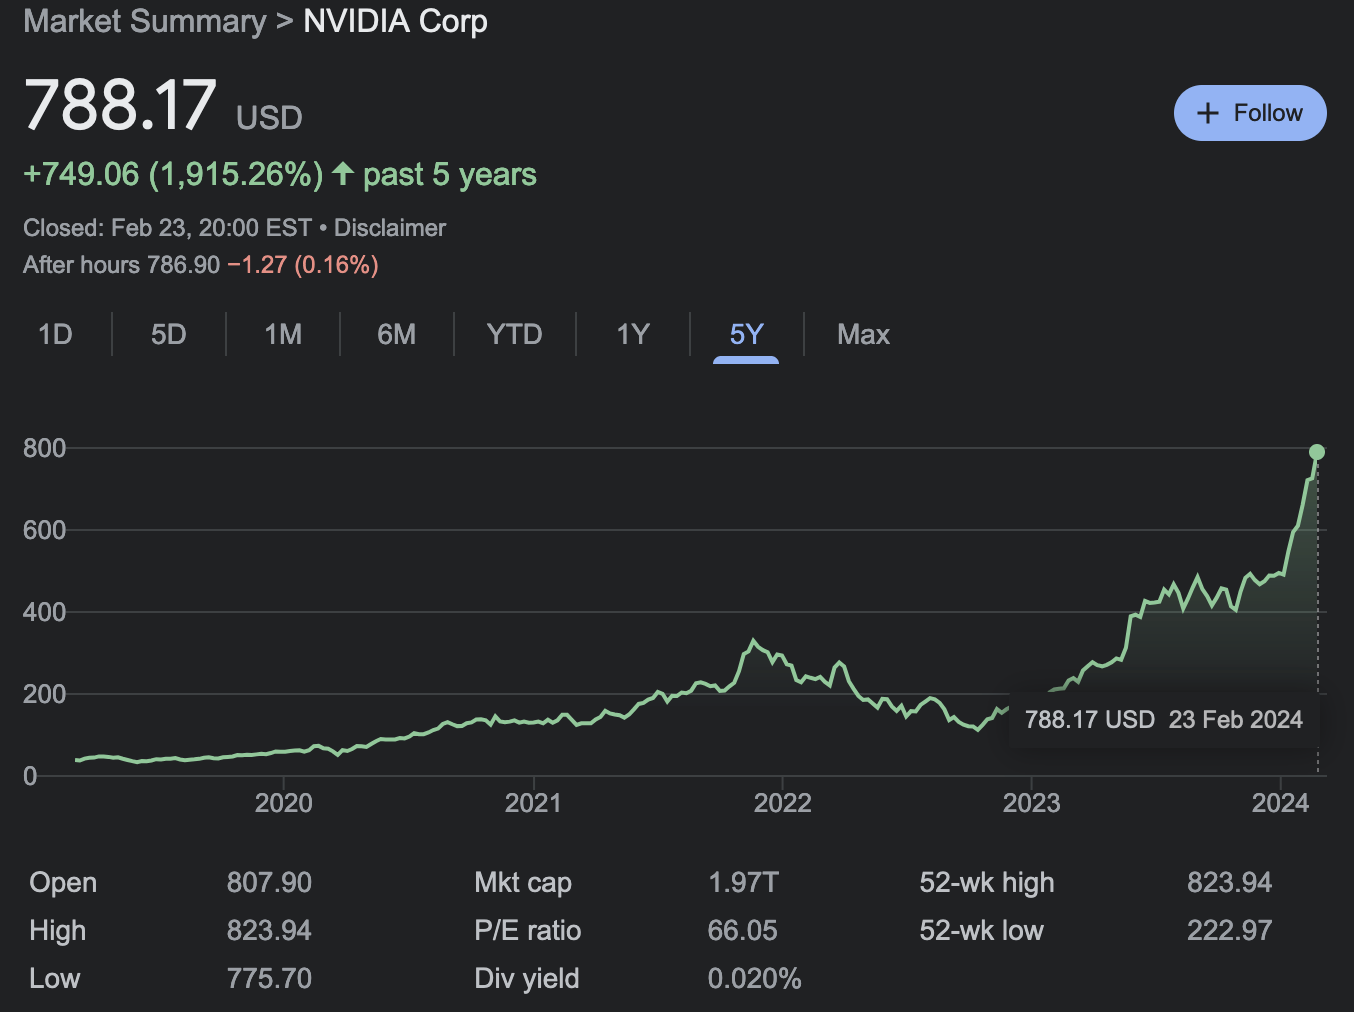 Market Summary > NVIDIA Corp
788.17 USD
+ Follow
+749.06 (1,915.26%) ↑ past 5 years
Closed: Feb 23, 20:00 EST • Disclaimer
After hours 786.90 −1.27 (0.16%)
1D 5D 1M 6M YTD 1Y 5Y Max
800
600
400
200
0
788.17 USD 23 Feb 2024
2020 2021 2022 2023 2024
Open 807.90 Mkt cap 1.97T 52-wk high 823.94
High 823.94 P/E ratio 66.05 52-wk low 222.97
Low 775.70 Div yield 0.020%